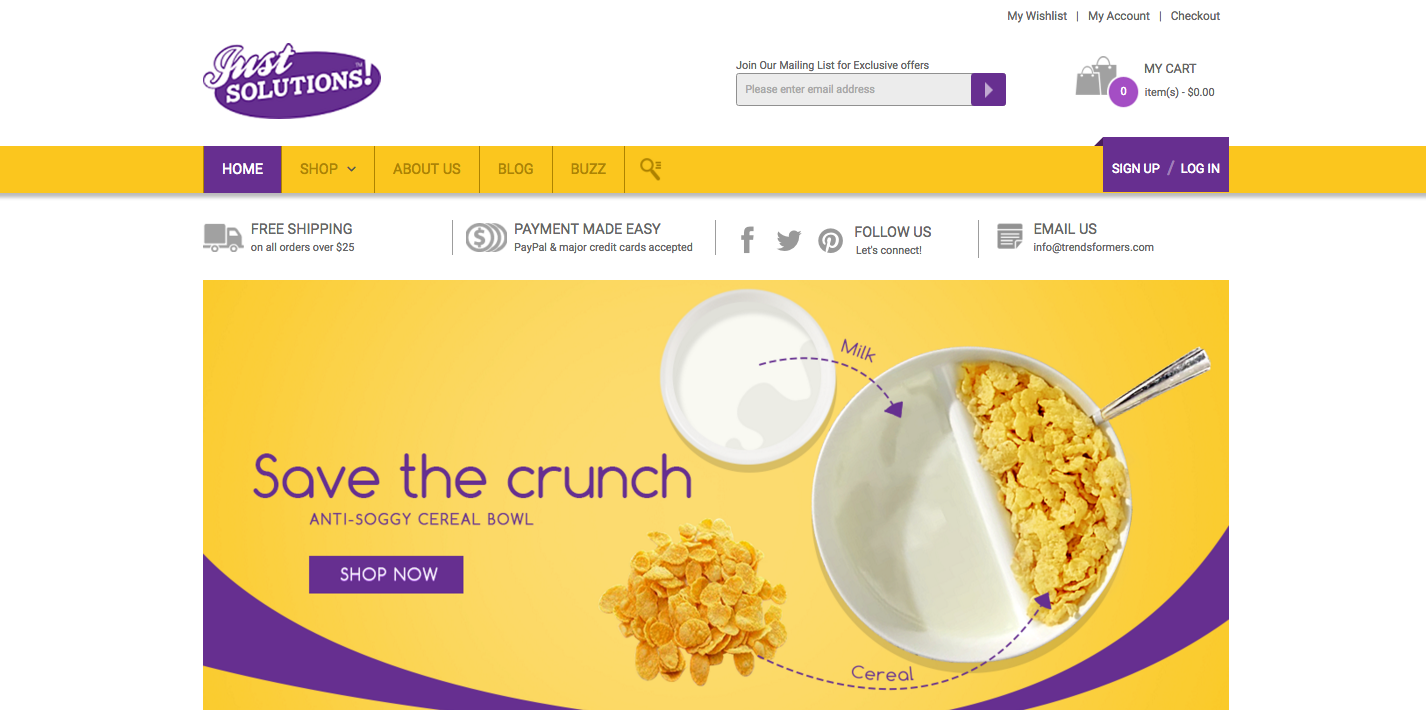 My Wishlist | My Account | Checkout
Just
SOLUTIONS!
TM
Join Our Mailing List for Exclusive offers
Please enter email address
MY CART
0
item(s) - $0.00
HOME
SHOP
ABOUT US
BLOG
BUZZ
SIGN UP / LOG IN
FREE SHIPPING
on all orders over $25
PAYMENT MADE EASY
PayPal & major credit cards accepted
FOLLOW US
Let's connect!
EMAIL US
info@trendsformers.com
Milk
Save the crunch
ANTI-SOGGY CEREAL BOWL
SHOP NOW
Cereal